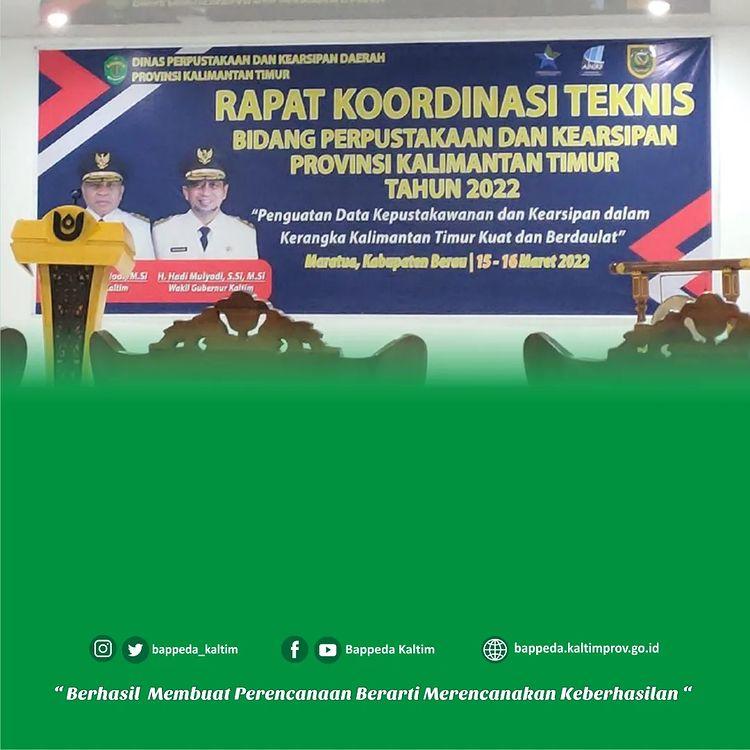 DINAS PERPUSTAKAAN DAN KEARSIPAN DAERAH
PROVINSI KALIMANTAN TIMUR
RAPAT KOORDINASI TEKNIS
BIDANG PERPUSTAKAAN DAN KEARSIPAN
PROVINSI KALIMANTAN TIMUR
TAHUN 2022
"Penguatan Data Kepustakawanan dan Kearsipan dalam
Kerangka Kalimantan Timur Kuat dan Berdaulat"
Maratua, Kabupaten Berau | 15 - 16 Maret 2022
M.Si
H. Hadi Mulyadi, S.Si, M.Si
Wakil Gubernur Kaltim
bappeda_kaltim
Bappeda Kaltim
bappeda.kaltimprov.go.id
“ Berhasil Membuat Perencanaan Berarti Merencanakan Keberhasilan “